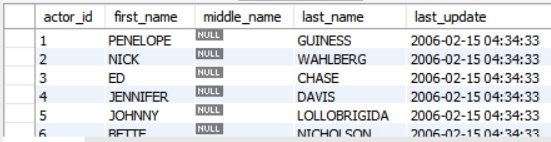 actor_id first_name middle_name last_name last_update
1 PENELOPE NULL GUINESS 2006-02-15 04:34:33
2 NICK NULL WAHLBERG 2006-02-15 04:34:33
3 ED NULL CHASE 2006-02-15 04:34:33
4 JENNIFER NULL DAVIS 2006-02-15 04:34:33
5 JOHNNY NULL LOLLOBRIGIDA 2006-02-15 04:34:33
6 BETTE NULL NICHOLSON 2006-02-15 04:34:33